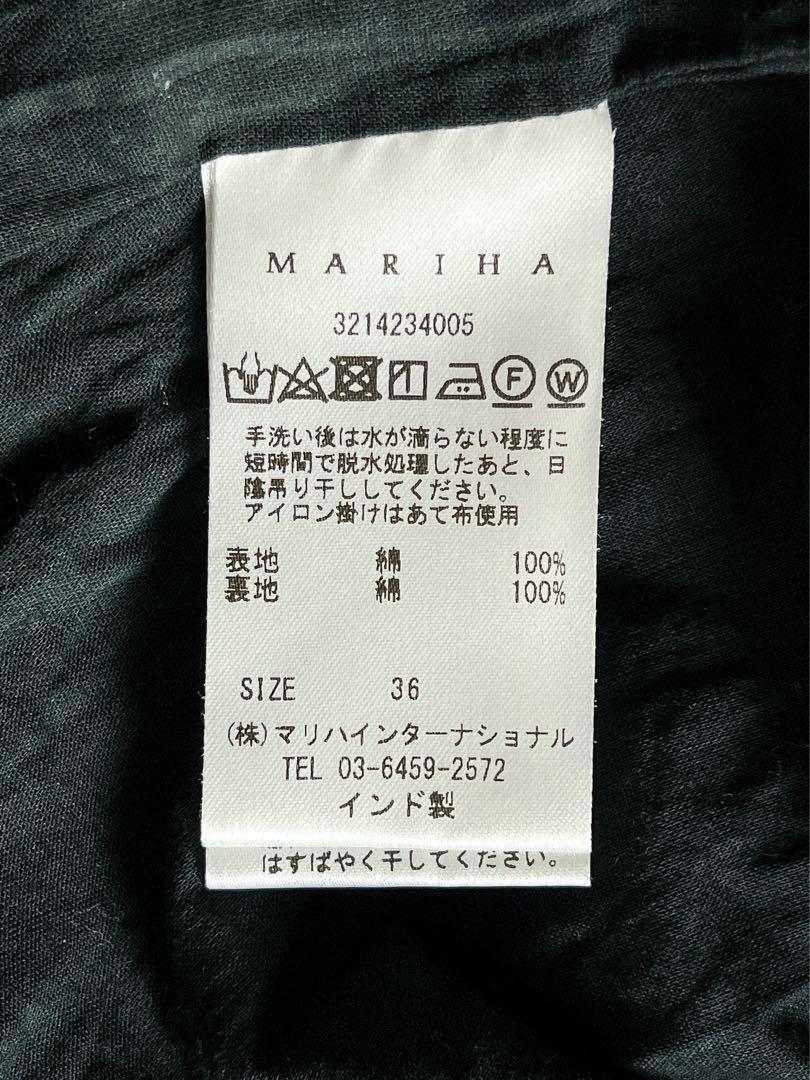 MARIHA
3214234005
F W
手洗い後は水が滴らない程度に
短時間で脱水処理したあと、日
陰吊り干ししてください。
アイロン掛けはあて布使用
表地 綿 100%
裏地 綿 100%
SIZE 36
(株)マリハインターナショナル
TEL 03-6459-2572
インド製
はすばやく干してください。